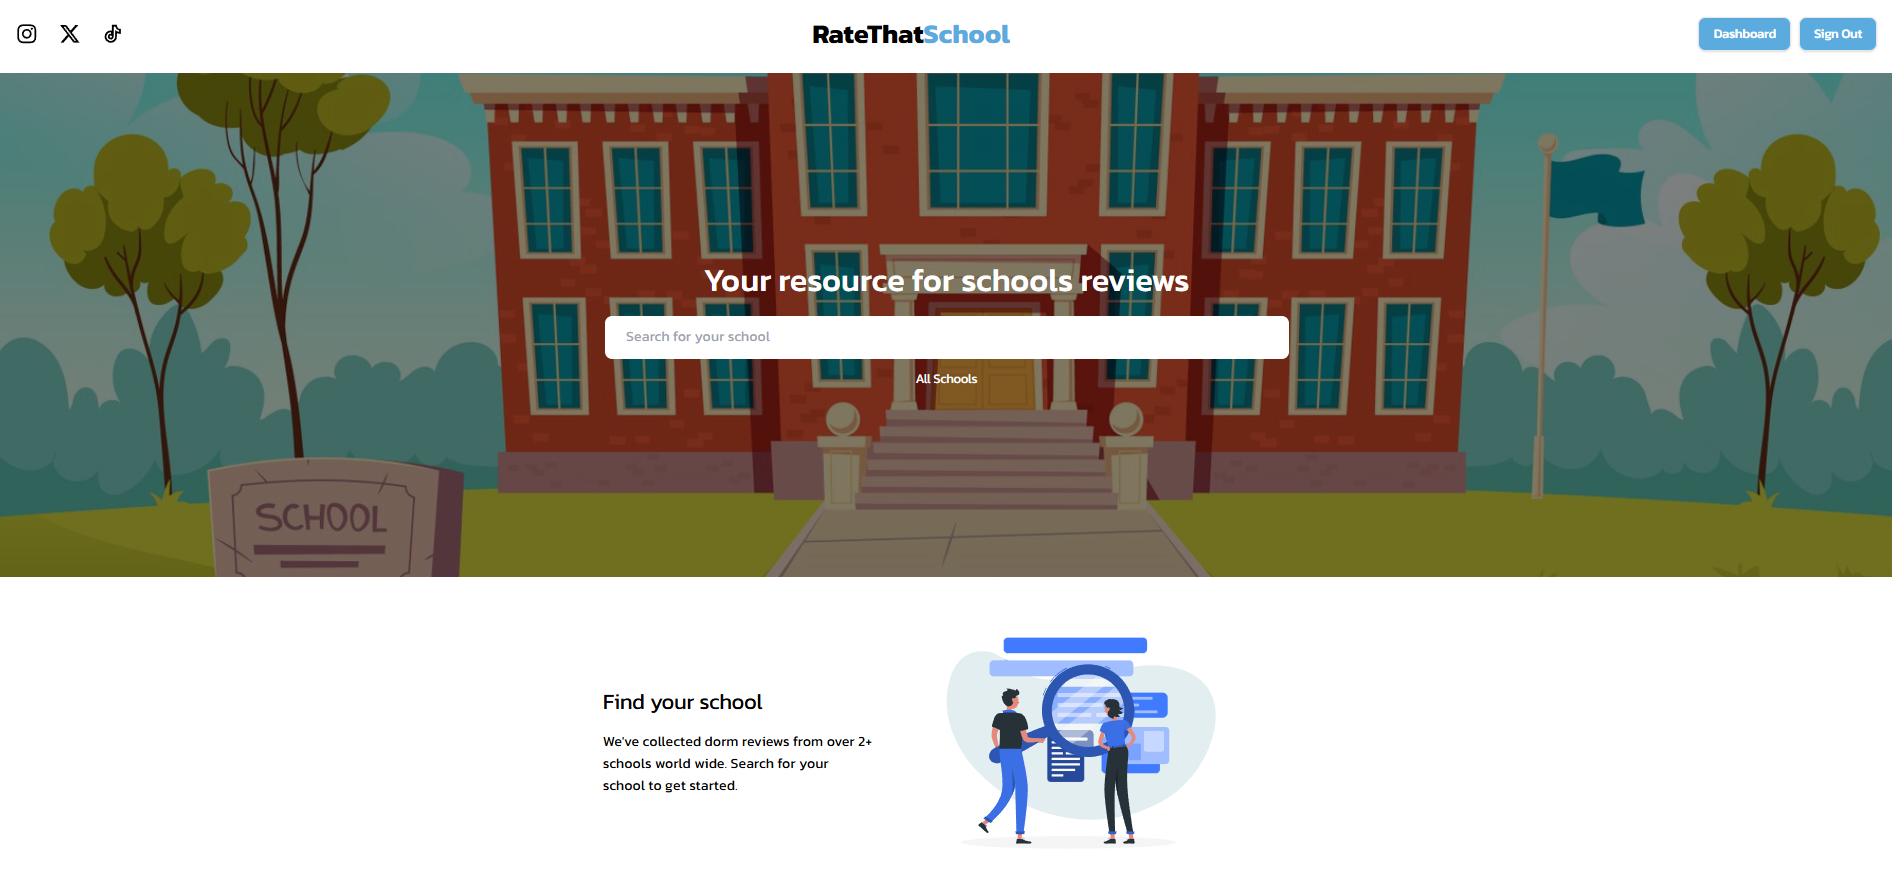 RateThatSchool
Dashboard
Sign Out
Your resource for schools reviews
Search for your school
All Schools
SCHOOL
Find your school
We've collected dorm reviews from over 2+
schools world wide. Search for your
school to get started.